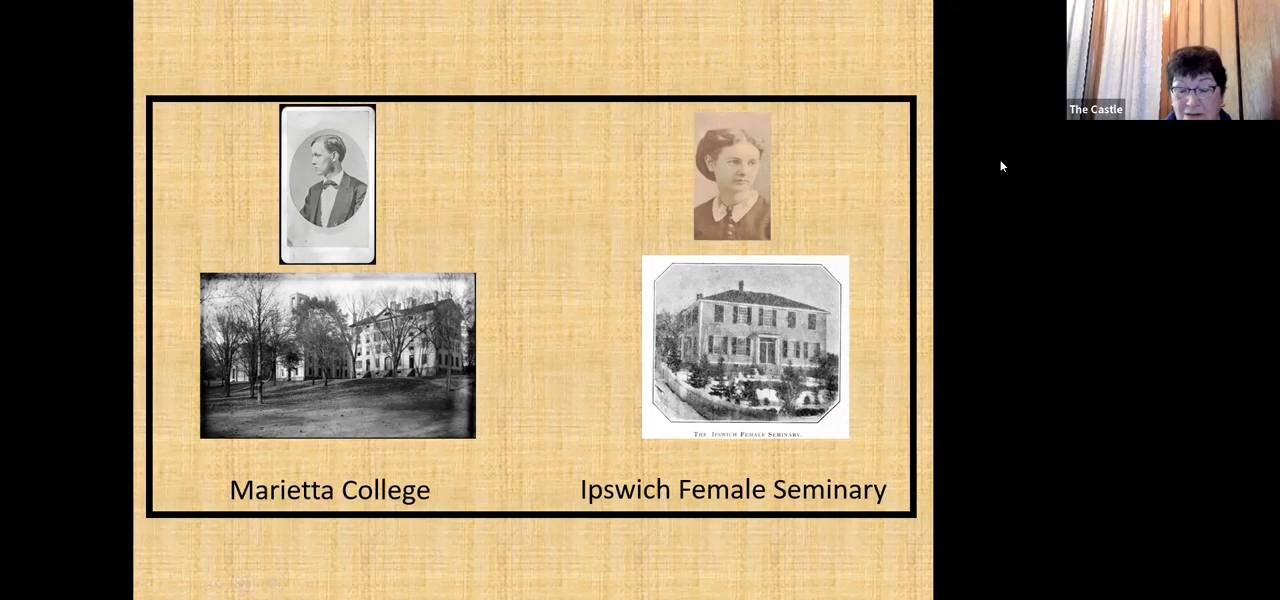 The Castle
THE IPSWICH FEMALE SEMINARY.
Marietta College
Ipswich Female Seminary